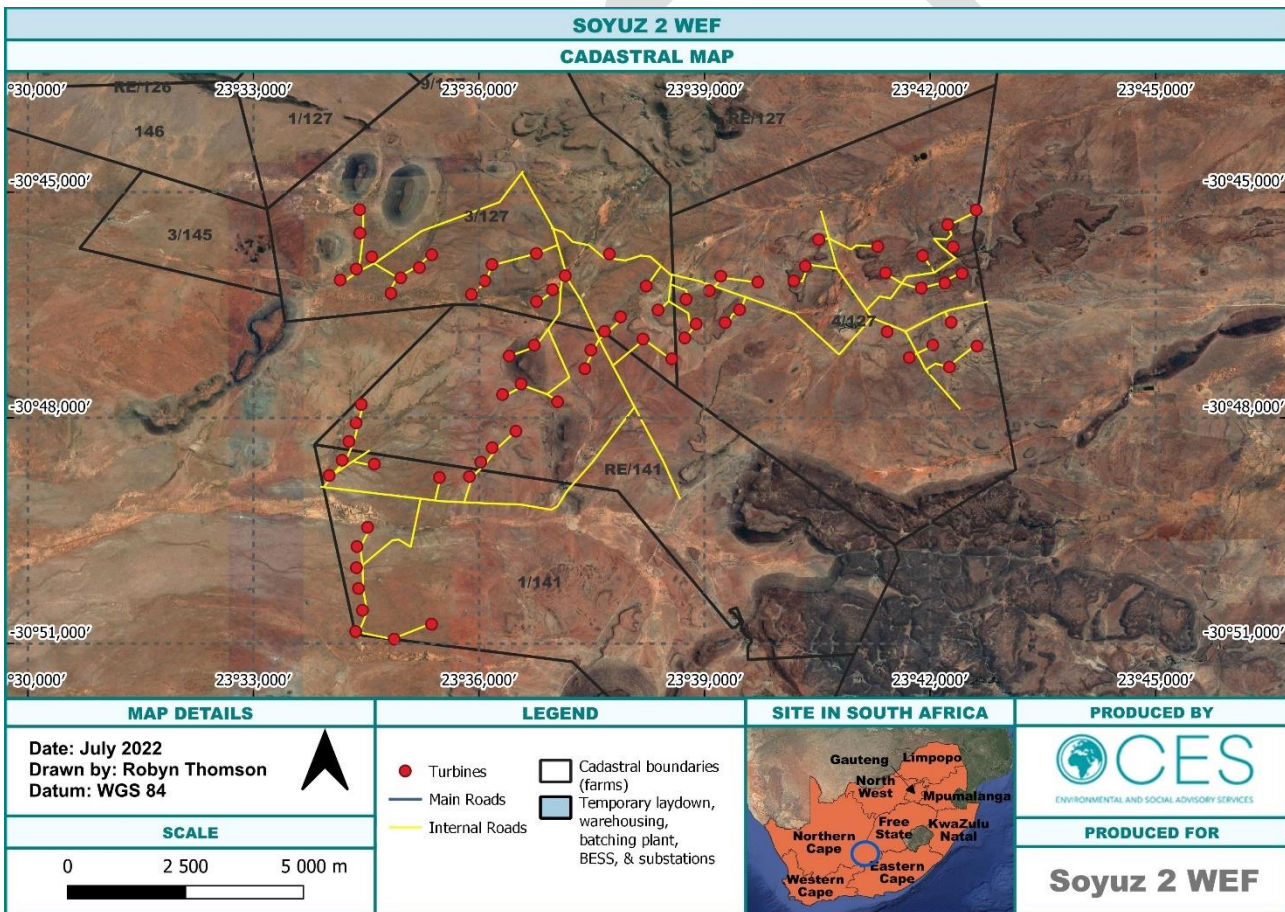 SOYUZ 2 WEF
CADASTRAL MAP
°30,000′ 23°33,000′ 23°36,000′ 23°39,000′ 23°42,000′ 23°45,000′
RE/126
146
1/127
RE/127
-30°45,000′ -30°45,000′
3/127
3/145
4/127
-30°48,000′ -30°48,000′
RE/141
1/141
-30°51,000′ -30°51,000′
°30,000′ 23°33,000′ 23°36,000′ 23°39,000′ 23°42,000′ 23°45,000′
MAP DETAILS
Date: July 2022
Drawn by: Robyn Thomson
Datum: WGS 84
SCALE
0 2 500 5 000 m
LEGEND
Turbines
Main Roads
Internal Roads
Cadastral boundaries
(farms)
Temporary laydown,
warehousing,
batching plant,
BESS, & substations
SITE IN SOUTH AFRICA
Gauteng
Limpopo
North
West
Mpumalanga
Free
State
KwaZulu
Natal
Northern
Cape
Eastern
Cape
Western
Cape
PRODUCED BY
CES
ENVIRONMENTAL AND SOCIAL ADVISORY SERVICES
PRODUCED FOR
Soyuz 2 WEF